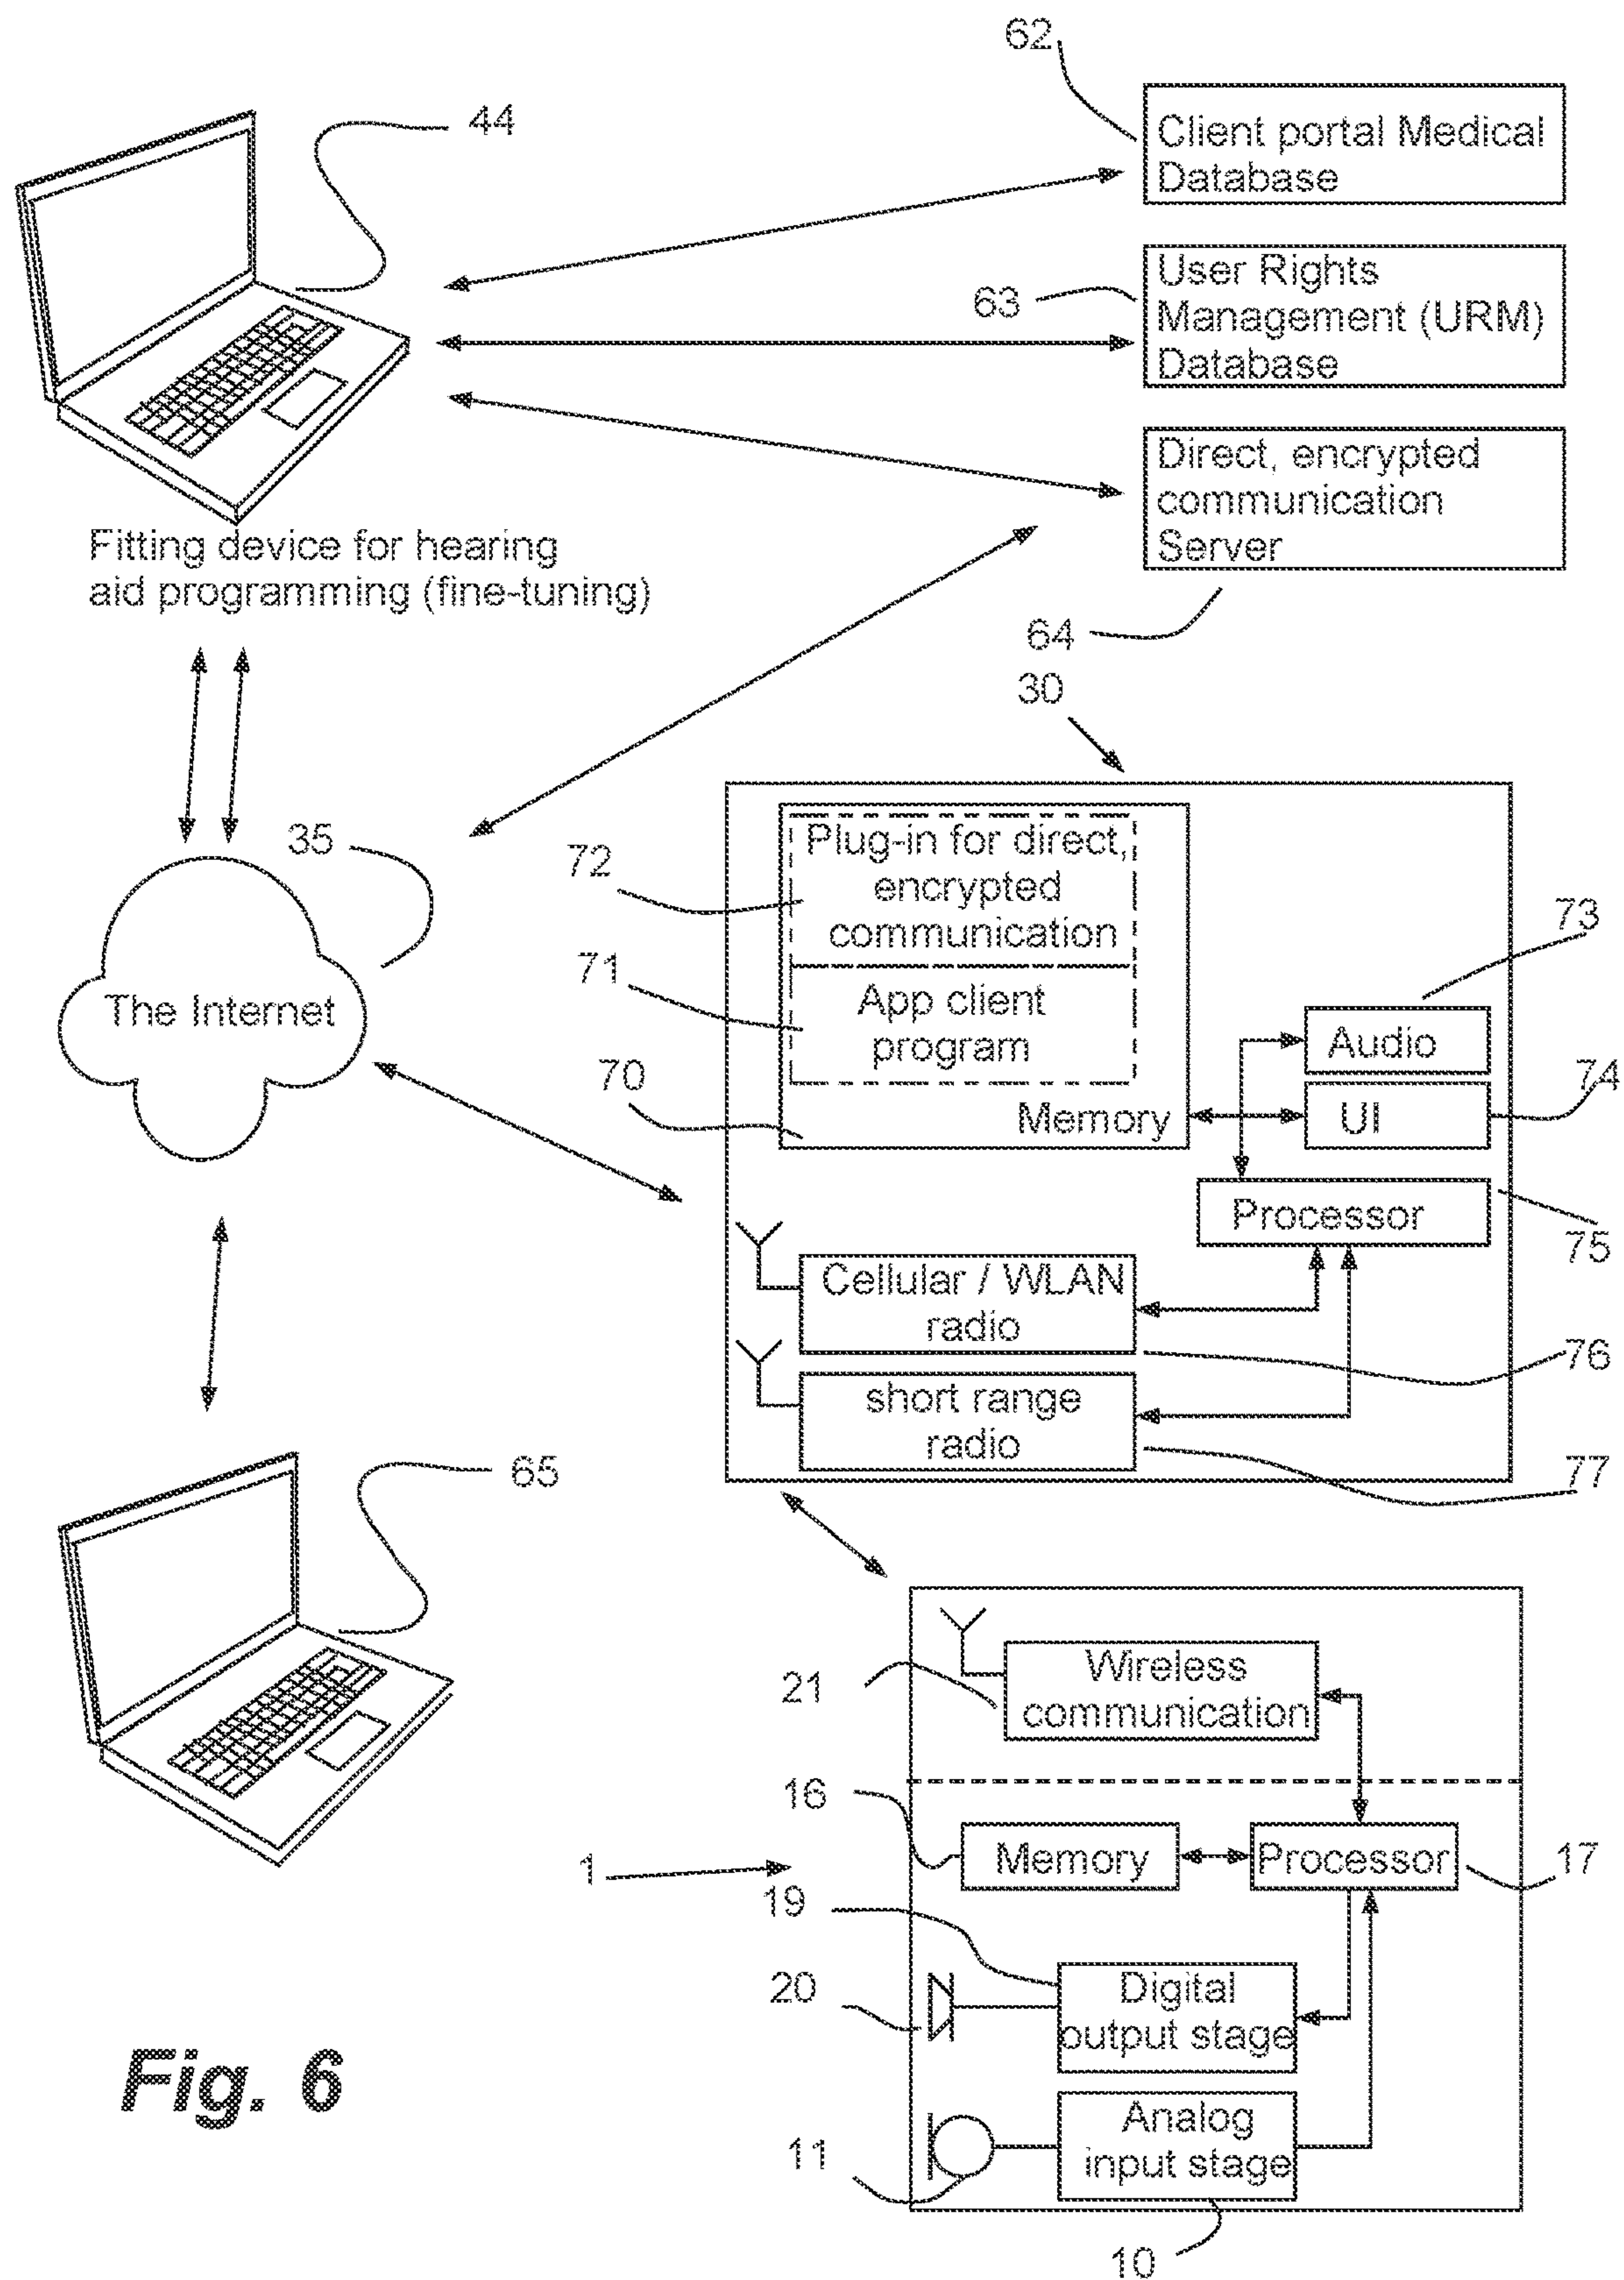 62
Client portal Medical
Database
44
User Rights
Management (URM)
Database
63
Direct, encrypted
communication
Server
Fitting device for hearing
aid programming (fine-tuning)
64
30
35
72
Plug-in for direct,
encrypted
communication
73
71
App client
program
The Internet
Audio
70
74
Memory
UI
Processor
75
Cellular / WLAN
radio
76
short range
radio
77
65
Wireless
communication
21
16
Memory
Processor
17
1
19
Digital
output stage
20
Fig. 6
Analog
input stage
11
10